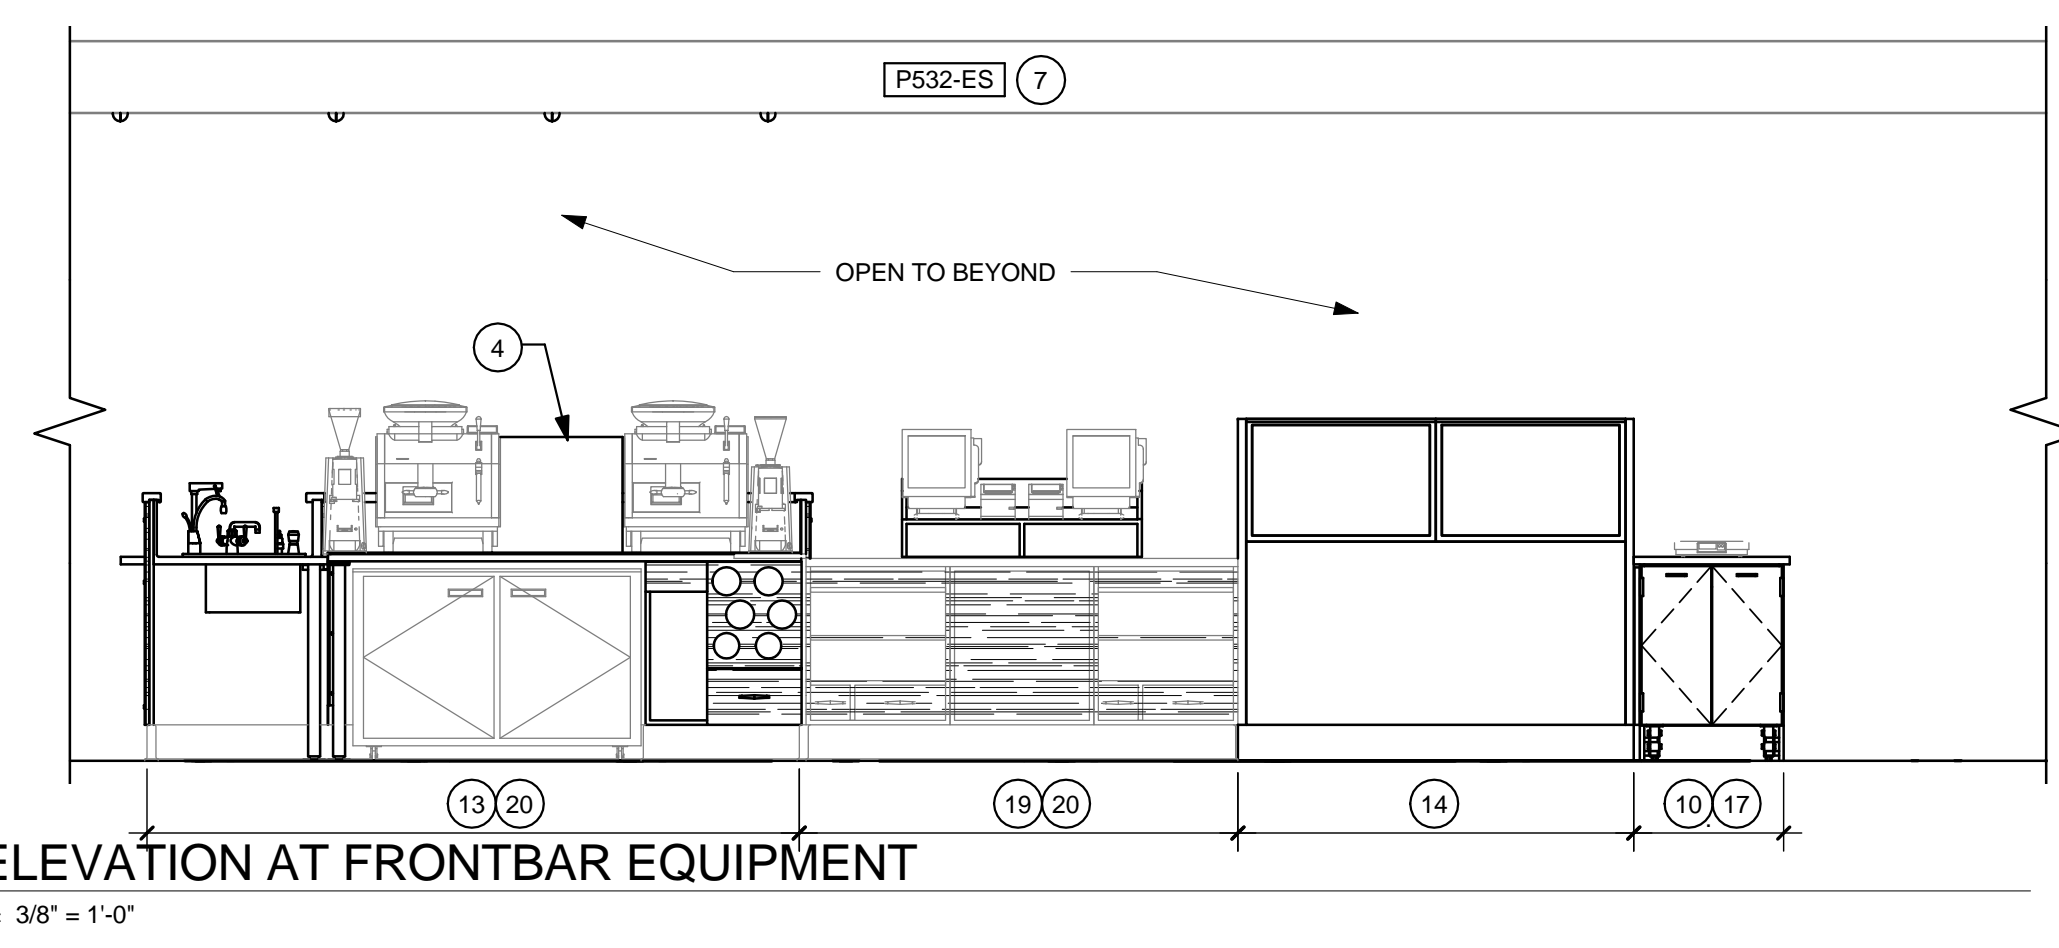 P532-ES 7
OPEN TO BEYOND
4
13 20 19 20 14 10 17
ELEVATION AT FRONTBAR EQUIPMENT
: 3/8" = 1'-0"